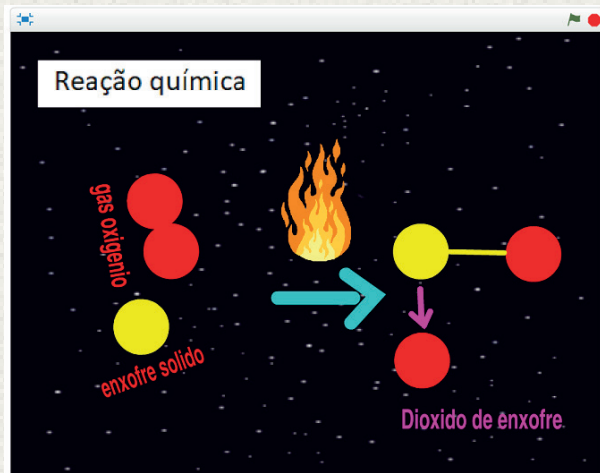 Reação química
gas oxigenio
enxofre solido
Dioxido de enxofre